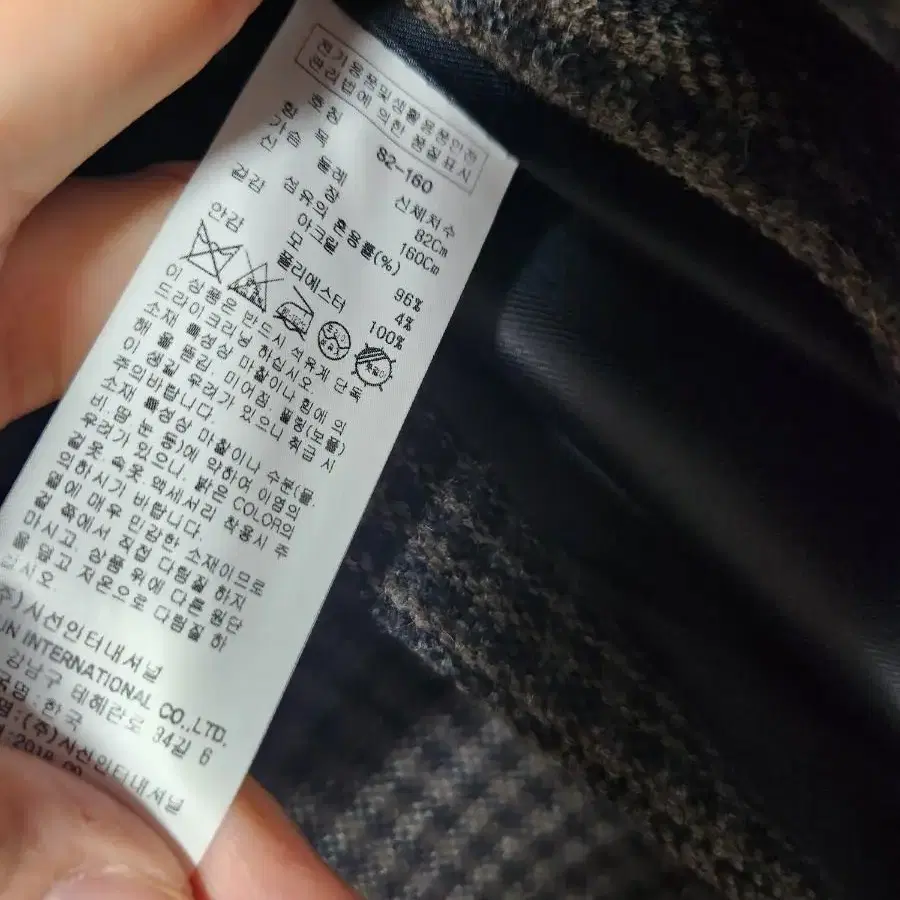 전기용품및생활용품안전
관리법에 의한 품질표시
호칭 82-160
항 목 신체치수
가슴 둘레 82Cm
신 장 160Cm
섬유의 혼용률(%)
겉감 아크릴 96%
모 4%
안감 폴리에스터 100%
이 상품은 반드시 석유계 단독
드라이크리닝 하십시오.
소재 특성상 마찰이나 힘에 의
해 올 뜯김, 미어짐, 필링(보풀)
이 생길 우려가 있으니 취급 시
주의바랍니다.
소재 특성상 마찰이나 수분(물,
비,땀,눈 등)에 약하여 이염의
우려가 있으니, 밝은 COLOR의
겉옷,속옷,액세서리 착용시 주
의하시기 바랍니다.
열에 매우 민감한 소재이므로
겉쪽에서 직접 다림질 하지
마시고, 상품 위에 다른 원단
을 덮고 저온으로 다림질 하
십시오
주)시선인터내셔널
INTERNATIONAL CO.,LTD.
강남구 테헤란로 34길 6
국명:한국
명:(주)시선인터내셔널
:2018.09